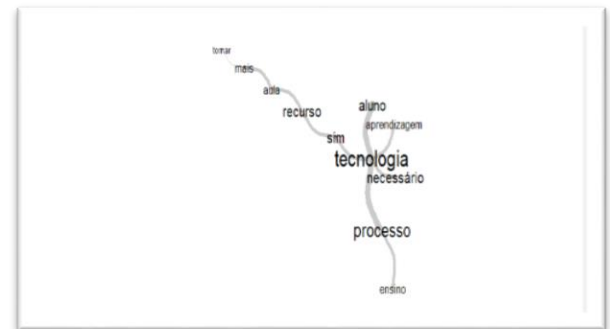 tornar
mais
aula
recurso
aluno
aprendizagem
sim
tecnologia
necessário
processo
ensino